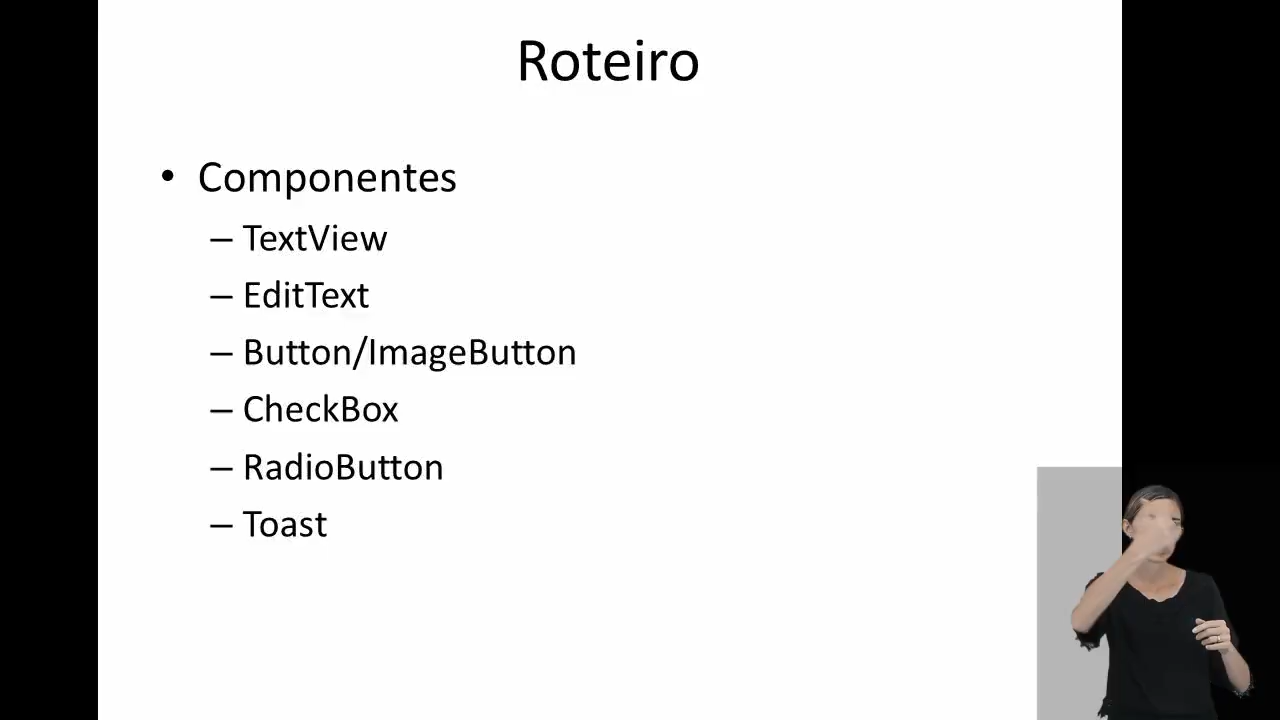 Roteiro
• Componentes
– TextView
– EditText
– Button/ImageButton
– CheckBox
– RadioButton
– Toast